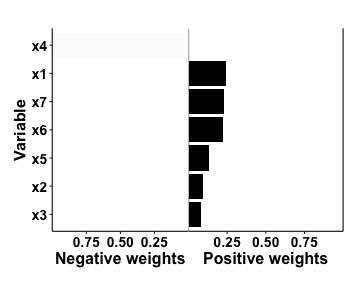 Variable
x4
x1
x7
x6
x5
x2
x3
0.75 0.50 0.25 0.25 0.50 0.75
Negative weights Positive weights